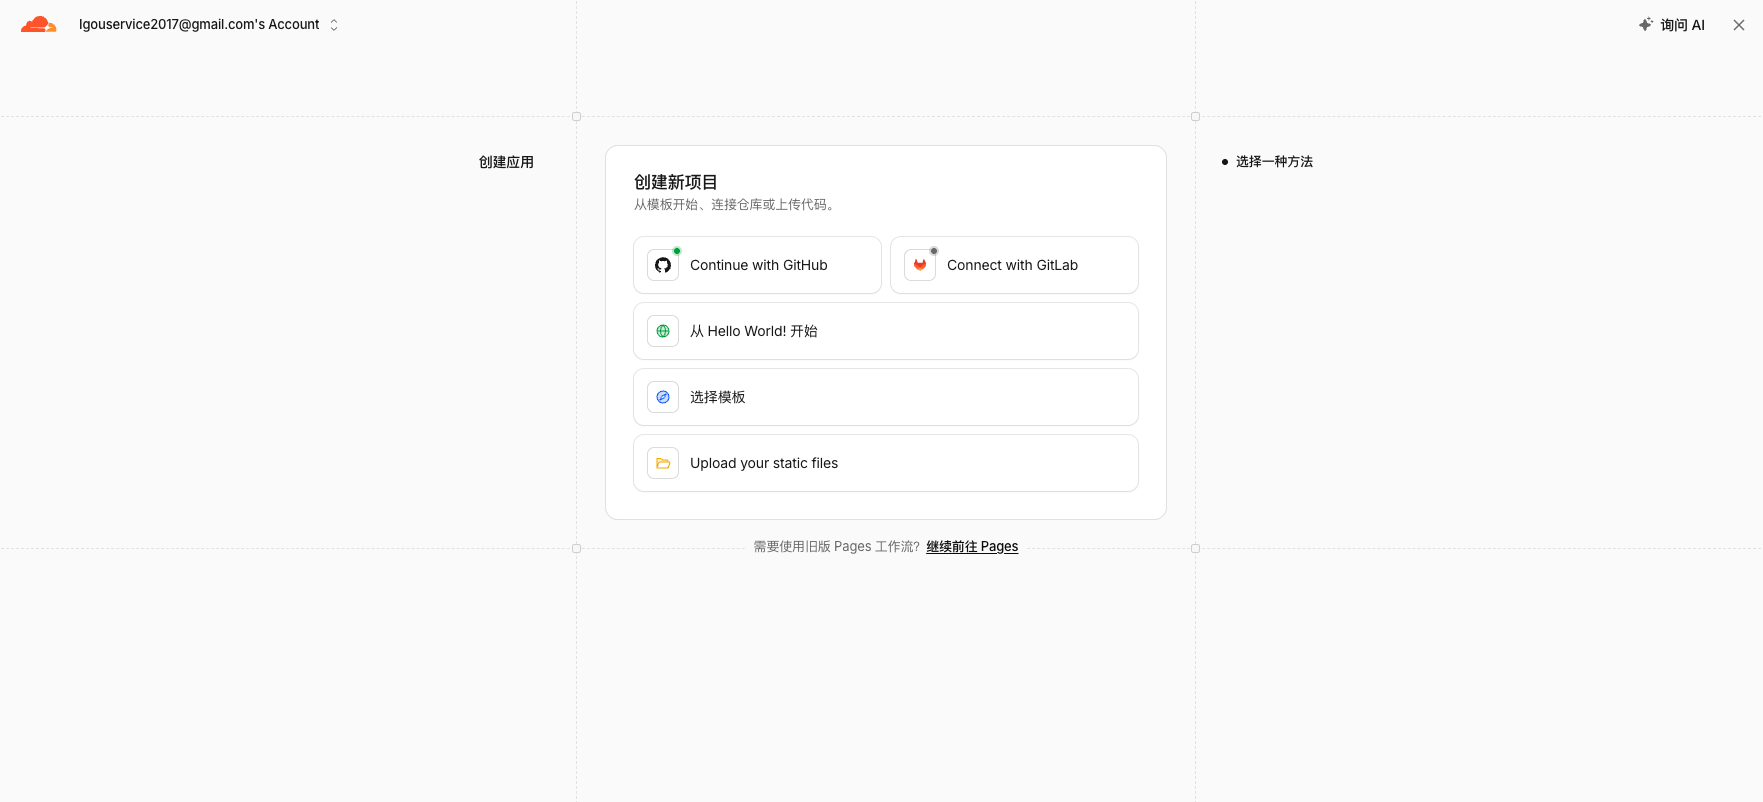 lgouservice2017@gmail.com's Account
询问 AI
创建应用
创建新项目
从模板开始、连接仓库或上传代码。
选择一种方法
Continue with GitHub
Connect with GitLab
从 Hello World! 开始
选择模板
Upload your static files
需要使用旧版 Pages 工作流? 继续前往 Pages